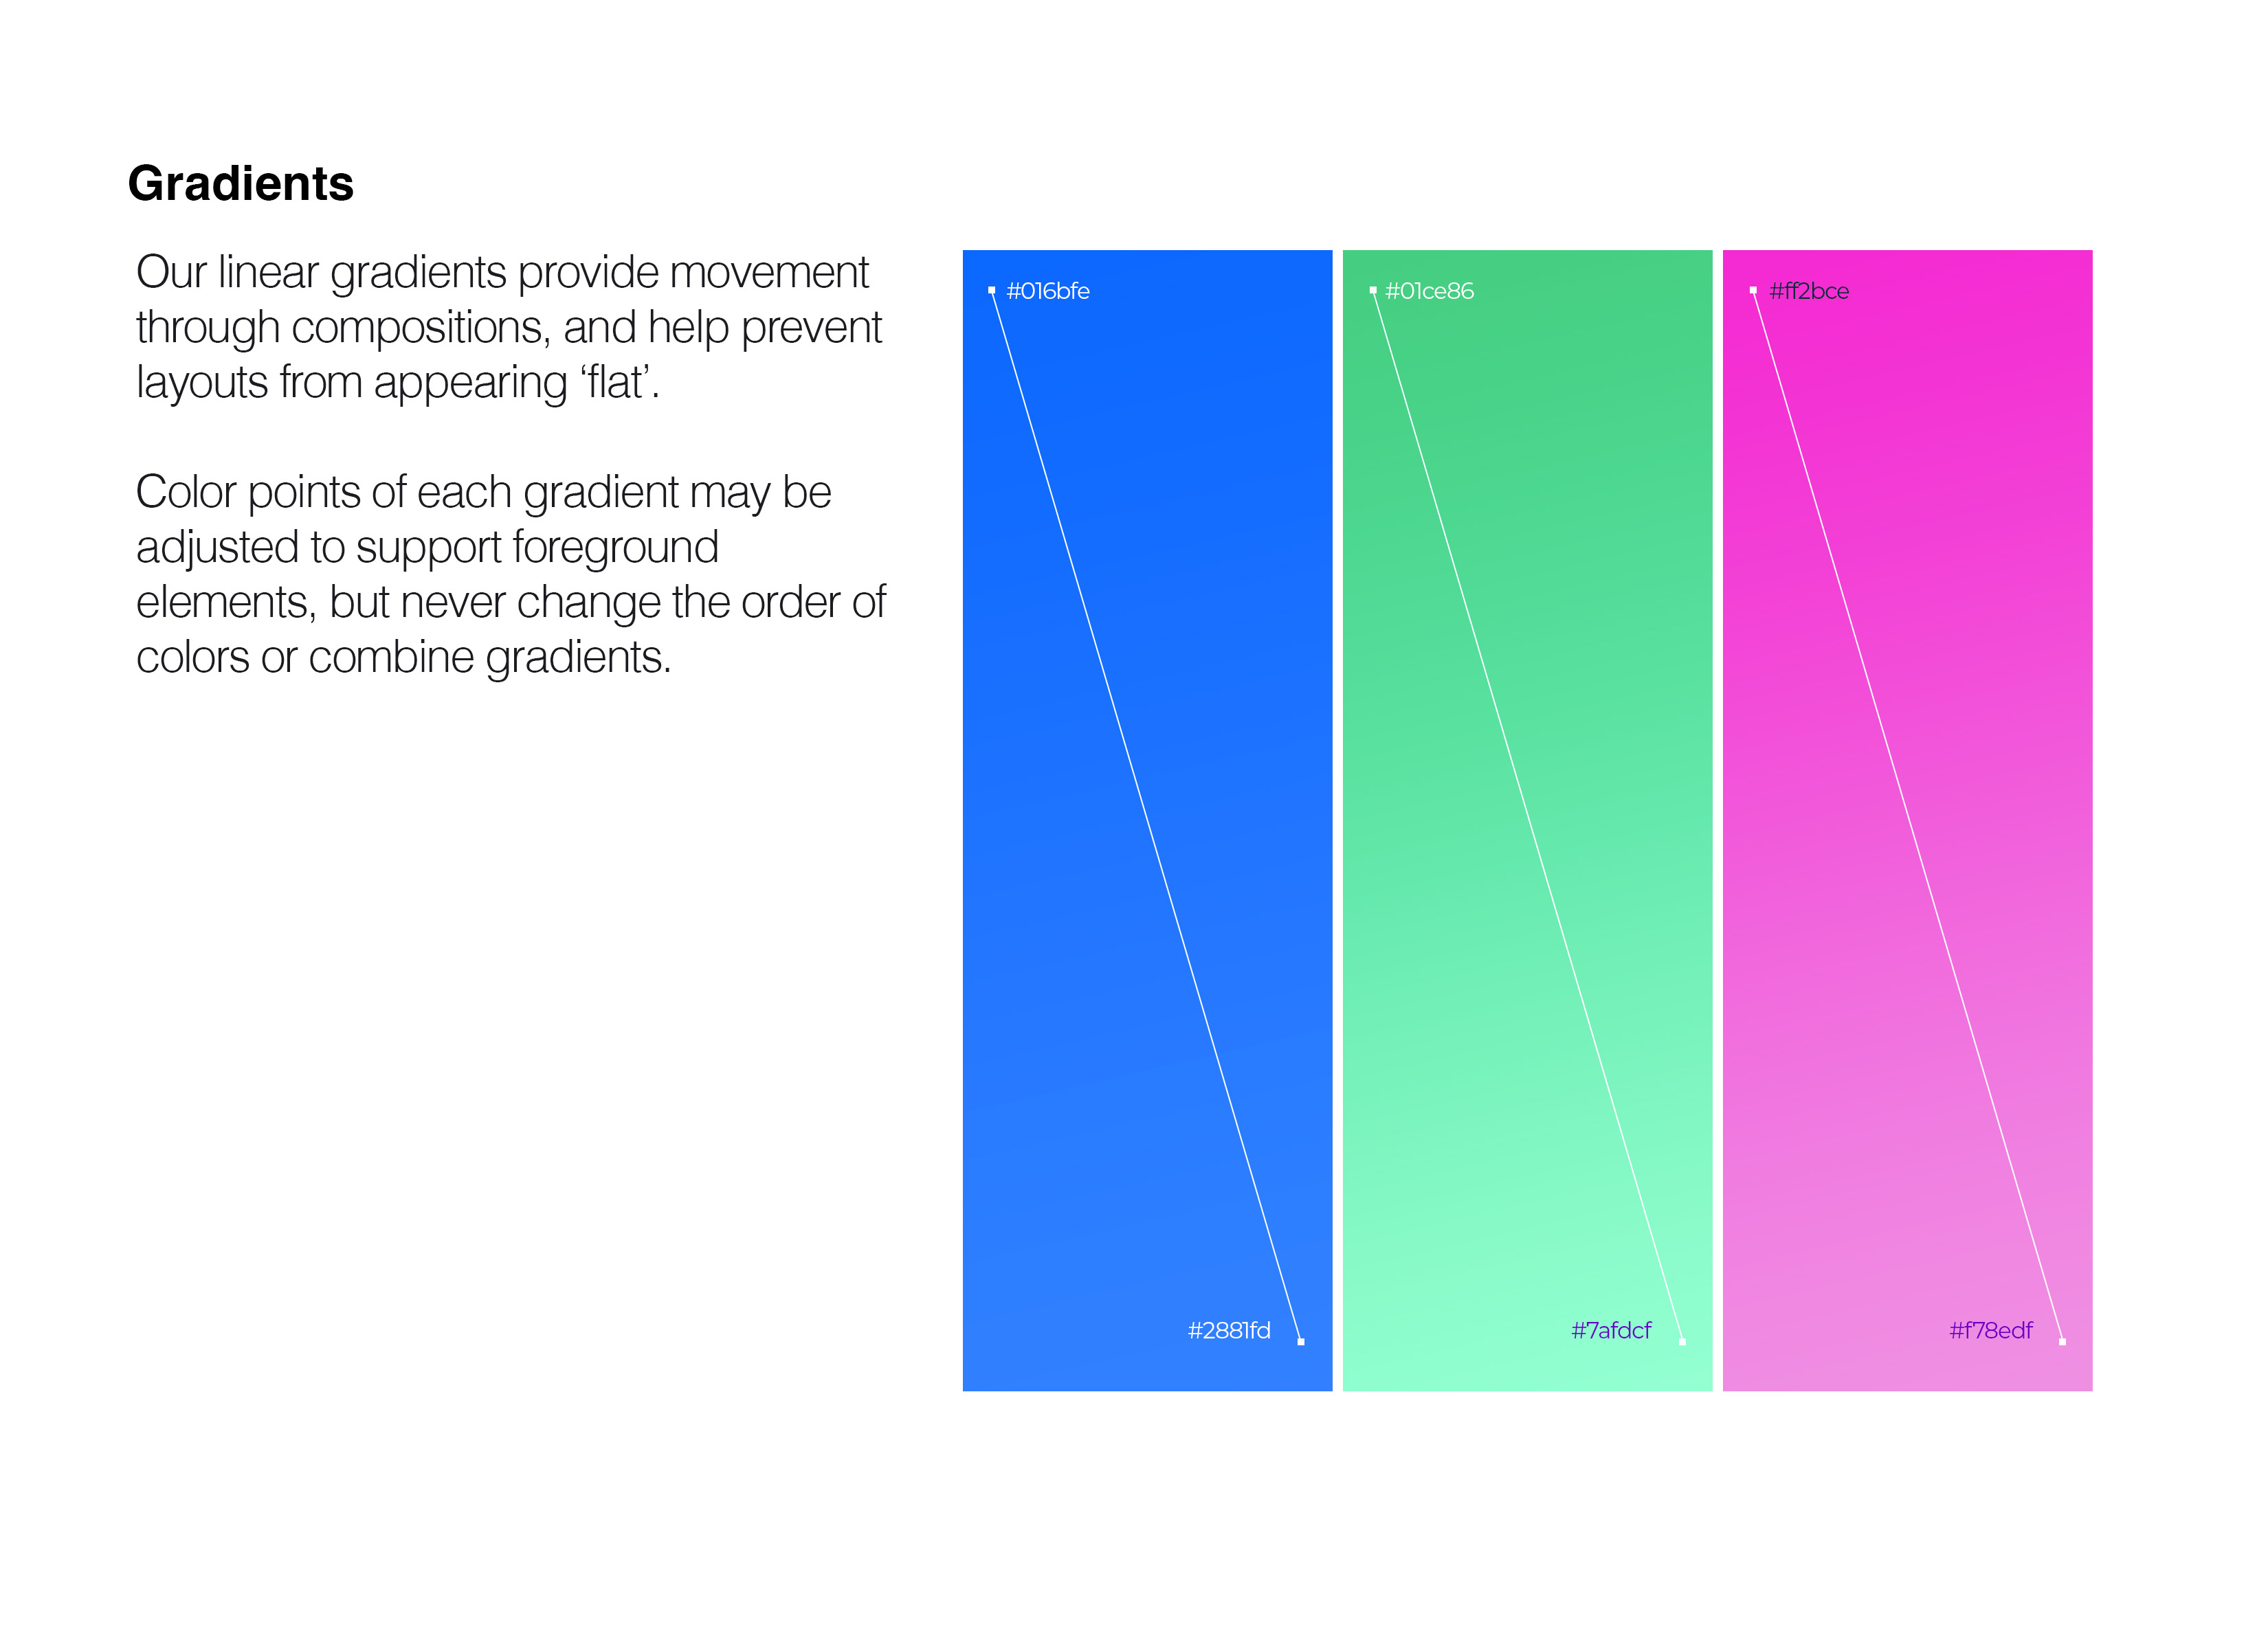 Gradients
Our linear gradients provide movement
through compositions, and help prevent
layouts from appearing ‘flat’.
Color points of each gradient may be
adjusted to support foreground
elements, but never change the order of
colors or combine gradients.
#016bfe
#01ce86
#ff2bce
#2881fd
#7afdcf
#f78edf